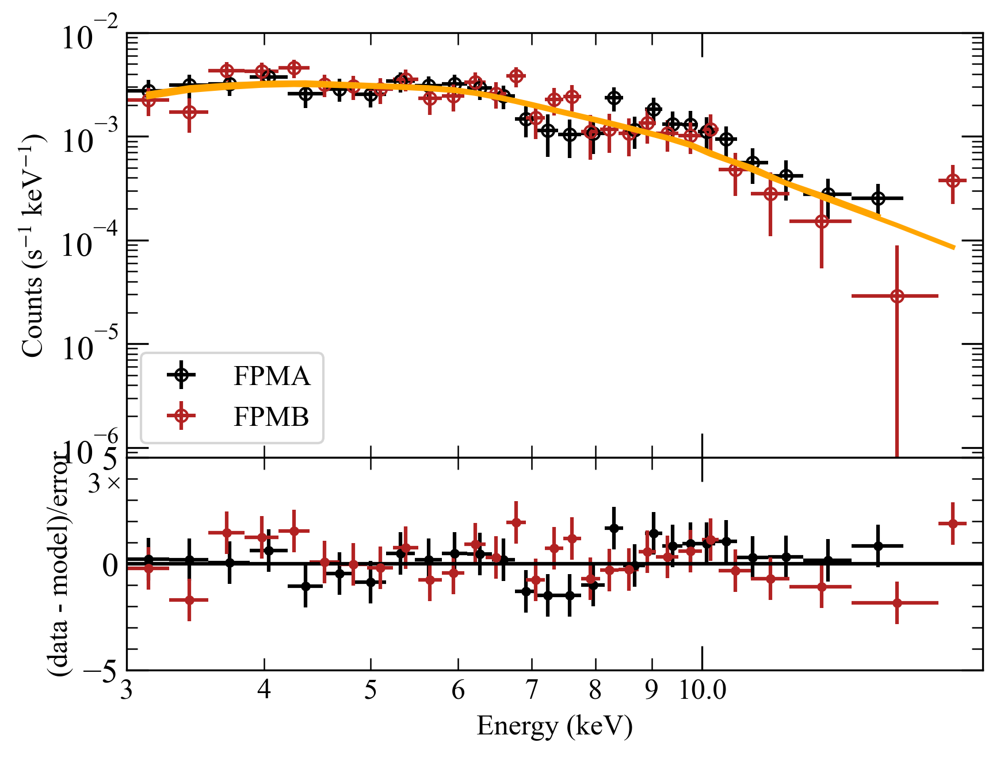 10⁻²
10⁻³
10⁻⁴
10⁻⁵
10⁻⁶
Counts (s⁻¹ keV⁻¹)
FPMA
FPMB
5
3 ×
0
−5
(data - model)/error
3 4 5 6 7 8 9 10.0
Energy (keV)